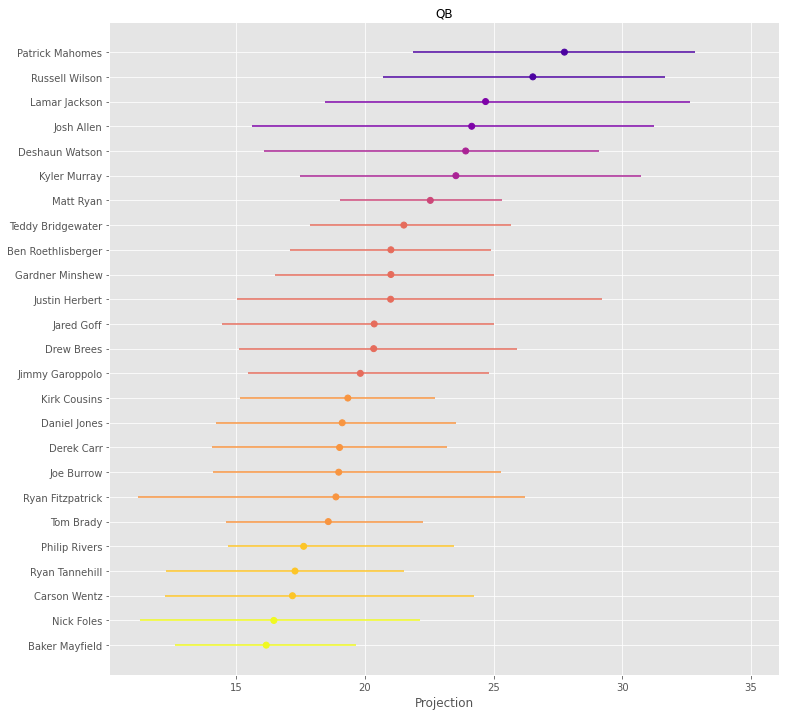 QB
Patrick Mahomes
Russell Wilson
Lamar Jackson
Josh Allen
Deshaun Watson
Kyler Murray
Matt Ryan
Teddy Bridgewater
Ben Roethlisberger
Gardner Minshew
Justin Herbert
Jared Goff
Drew Brees
Jimmy Garoppolo
Kirk Cousins
Daniel Jones
Derek Carr
Joe Burrow
Ryan Fitzpatrick
Tom Brady
Philip Rivers
Ryan Tannehill
Carson Wentz
Nick Foles
Baker Mayfield
15 20 25 30 35
Projection